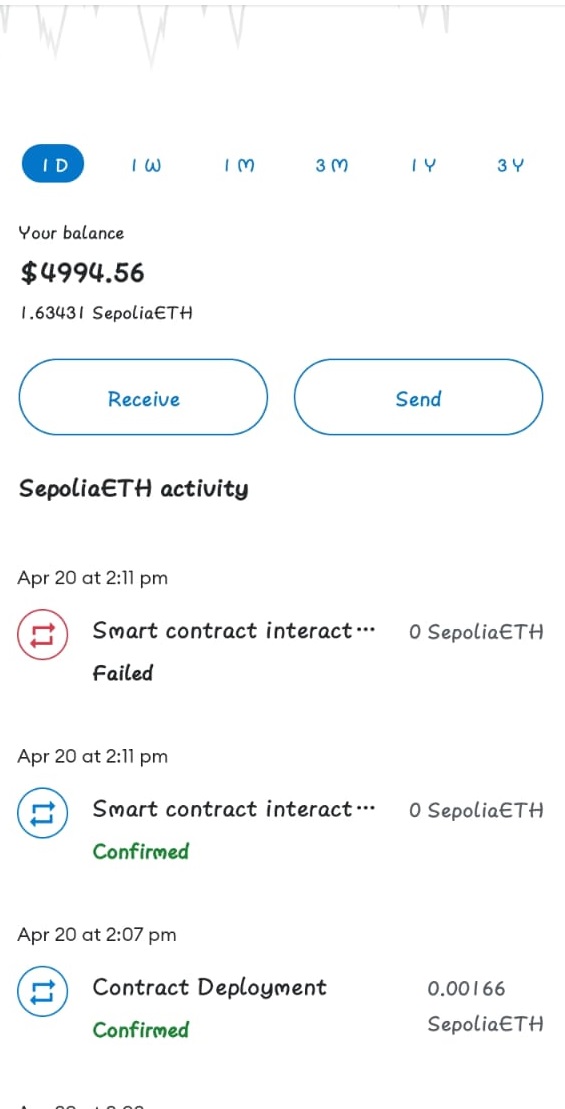 1D 1W 1M 3M 1Y 3Y
Your balance
$4994.56
1.63431 SepoliaETH
Receive Send
SepoliaETH activity
Apr 20 at 2:11 pm
Smart contract interact... 0 SepoliaETH
Failed
Apr 20 at 2:11 pm
Smart contract interact... 0 SepoliaETH
Confirmed
Apr 20 at 2:07 pm
Contract Deployment 0.00166
Confirmed SepoliaETH